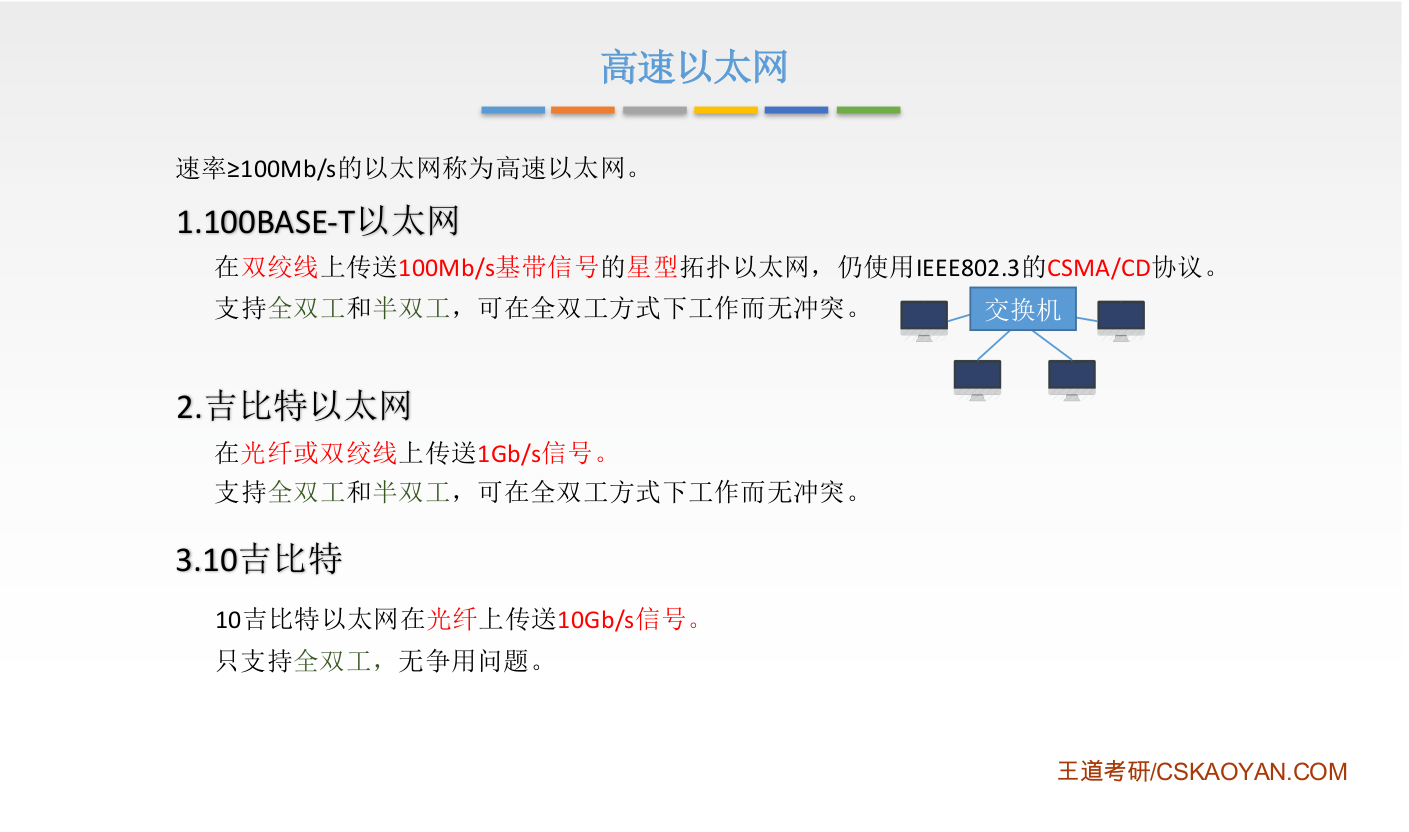 高速以太网
速率≥100Mb/s的以太网称为高速以太网。
1.100BASE-T以太网
在双绞线上传送100Mb/s基带信号的星型拓扑以太网，仍使用IEEE802.3的CSMA/CD协议。
支持全双工和半双工，可在全双工方式下工作而无冲突。
交换机
2.吉比特以太网
在光纤或双绞线上传送1Gb/s信号。
支持全双工和半双工，可在全双工方式下工作而无冲突。
3.10吉比特
10吉比特以太网在光纤上传送10Gb/s信号。
只支持全双工，无争用问题。
王道考研/CSKAOYAN.COM